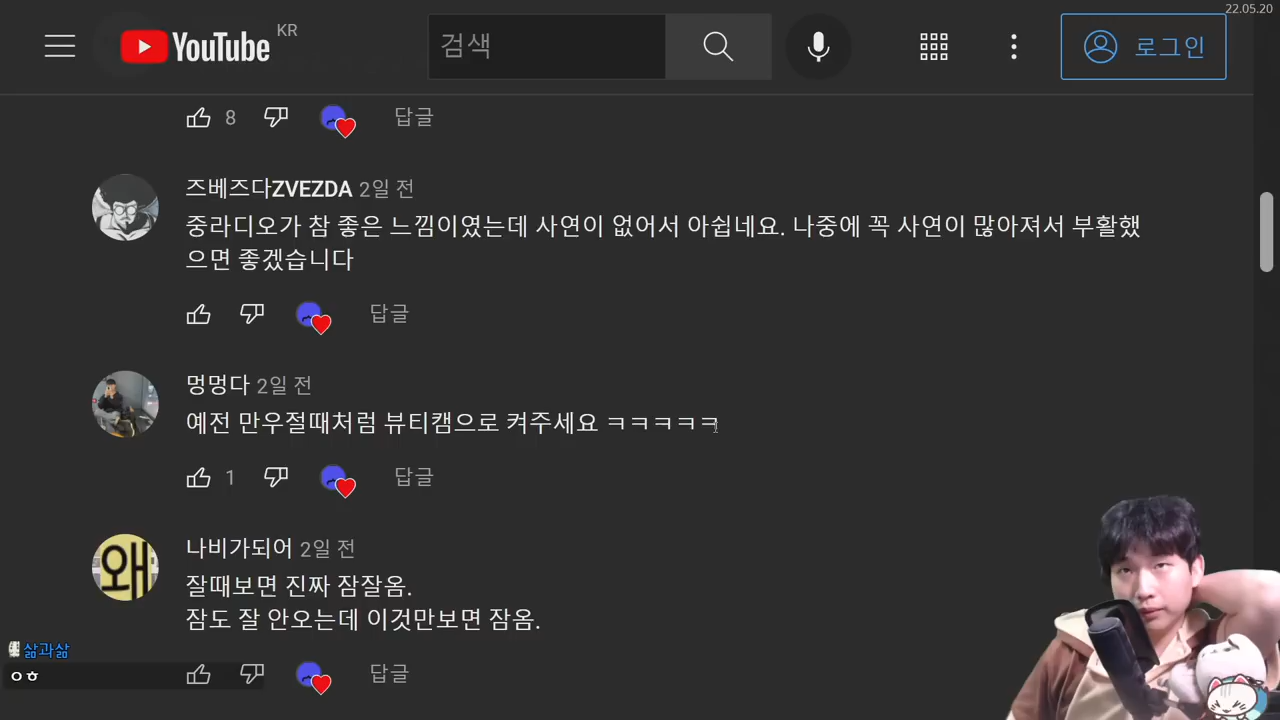 22.05.20
YouTube KR
검색
로그인
8
답글
즈베즈다ZVEZDA 2일 전
중라디오가 참 좋은 느낌이였는데 사연이 없어서 아쉽네요. 나중에 꼭 사연이 많아져서 부활했
으면 좋겠습니다
답글
멍멍다 2일 전
예전 만우절때처럼 뷰티캠으로 켜주세요 ㅋㅋㅋㅋㅋ
1
답글
왜
나비가되어 2일 전
잘때보면 진짜 잠잘옴.
잠도 잘 안오는데 이것만보면 잠옴.
삶과삶
ㅇㅎ
답글